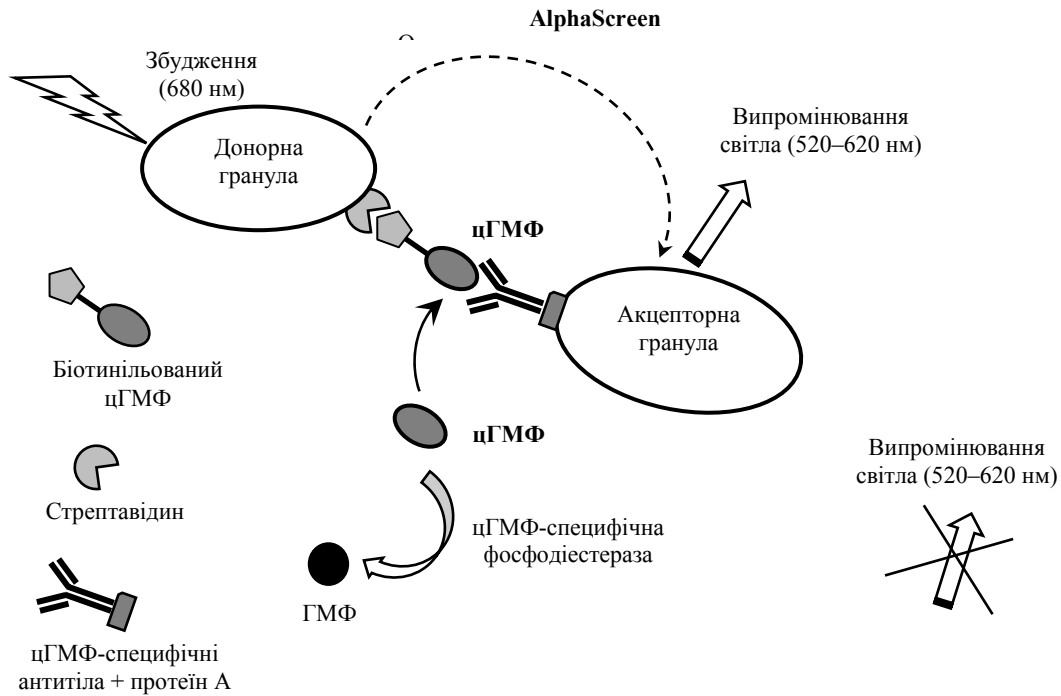 AlphaScreen
Збудження
(680 нм)
Донорна
гранула
Випромінювання
світла (520–620 нм)
цГМФ
Акцепторна
гранула
Біотинільований
цГМФ
цГМФ
Стрептавідин
цГМФ-специфічна
фосфодіестераза
ГМФ
Випромінювання
світла (520–620 нм)
цГМФ-специфічні
антитіла + протеїн А